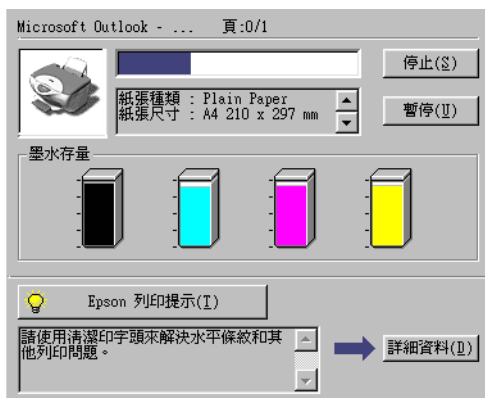 Microsoft Outlook - ... 頁:0/1
停止(S)
紙張種類 : Plain Paper
紙張尺寸 : A4 210 x 297 mm
暫停(U)
墨水存量
Epson 列印提示(T)
請使用清潔印字頭來解決水平條紋和其
他列印問題。
詳細資料(D)